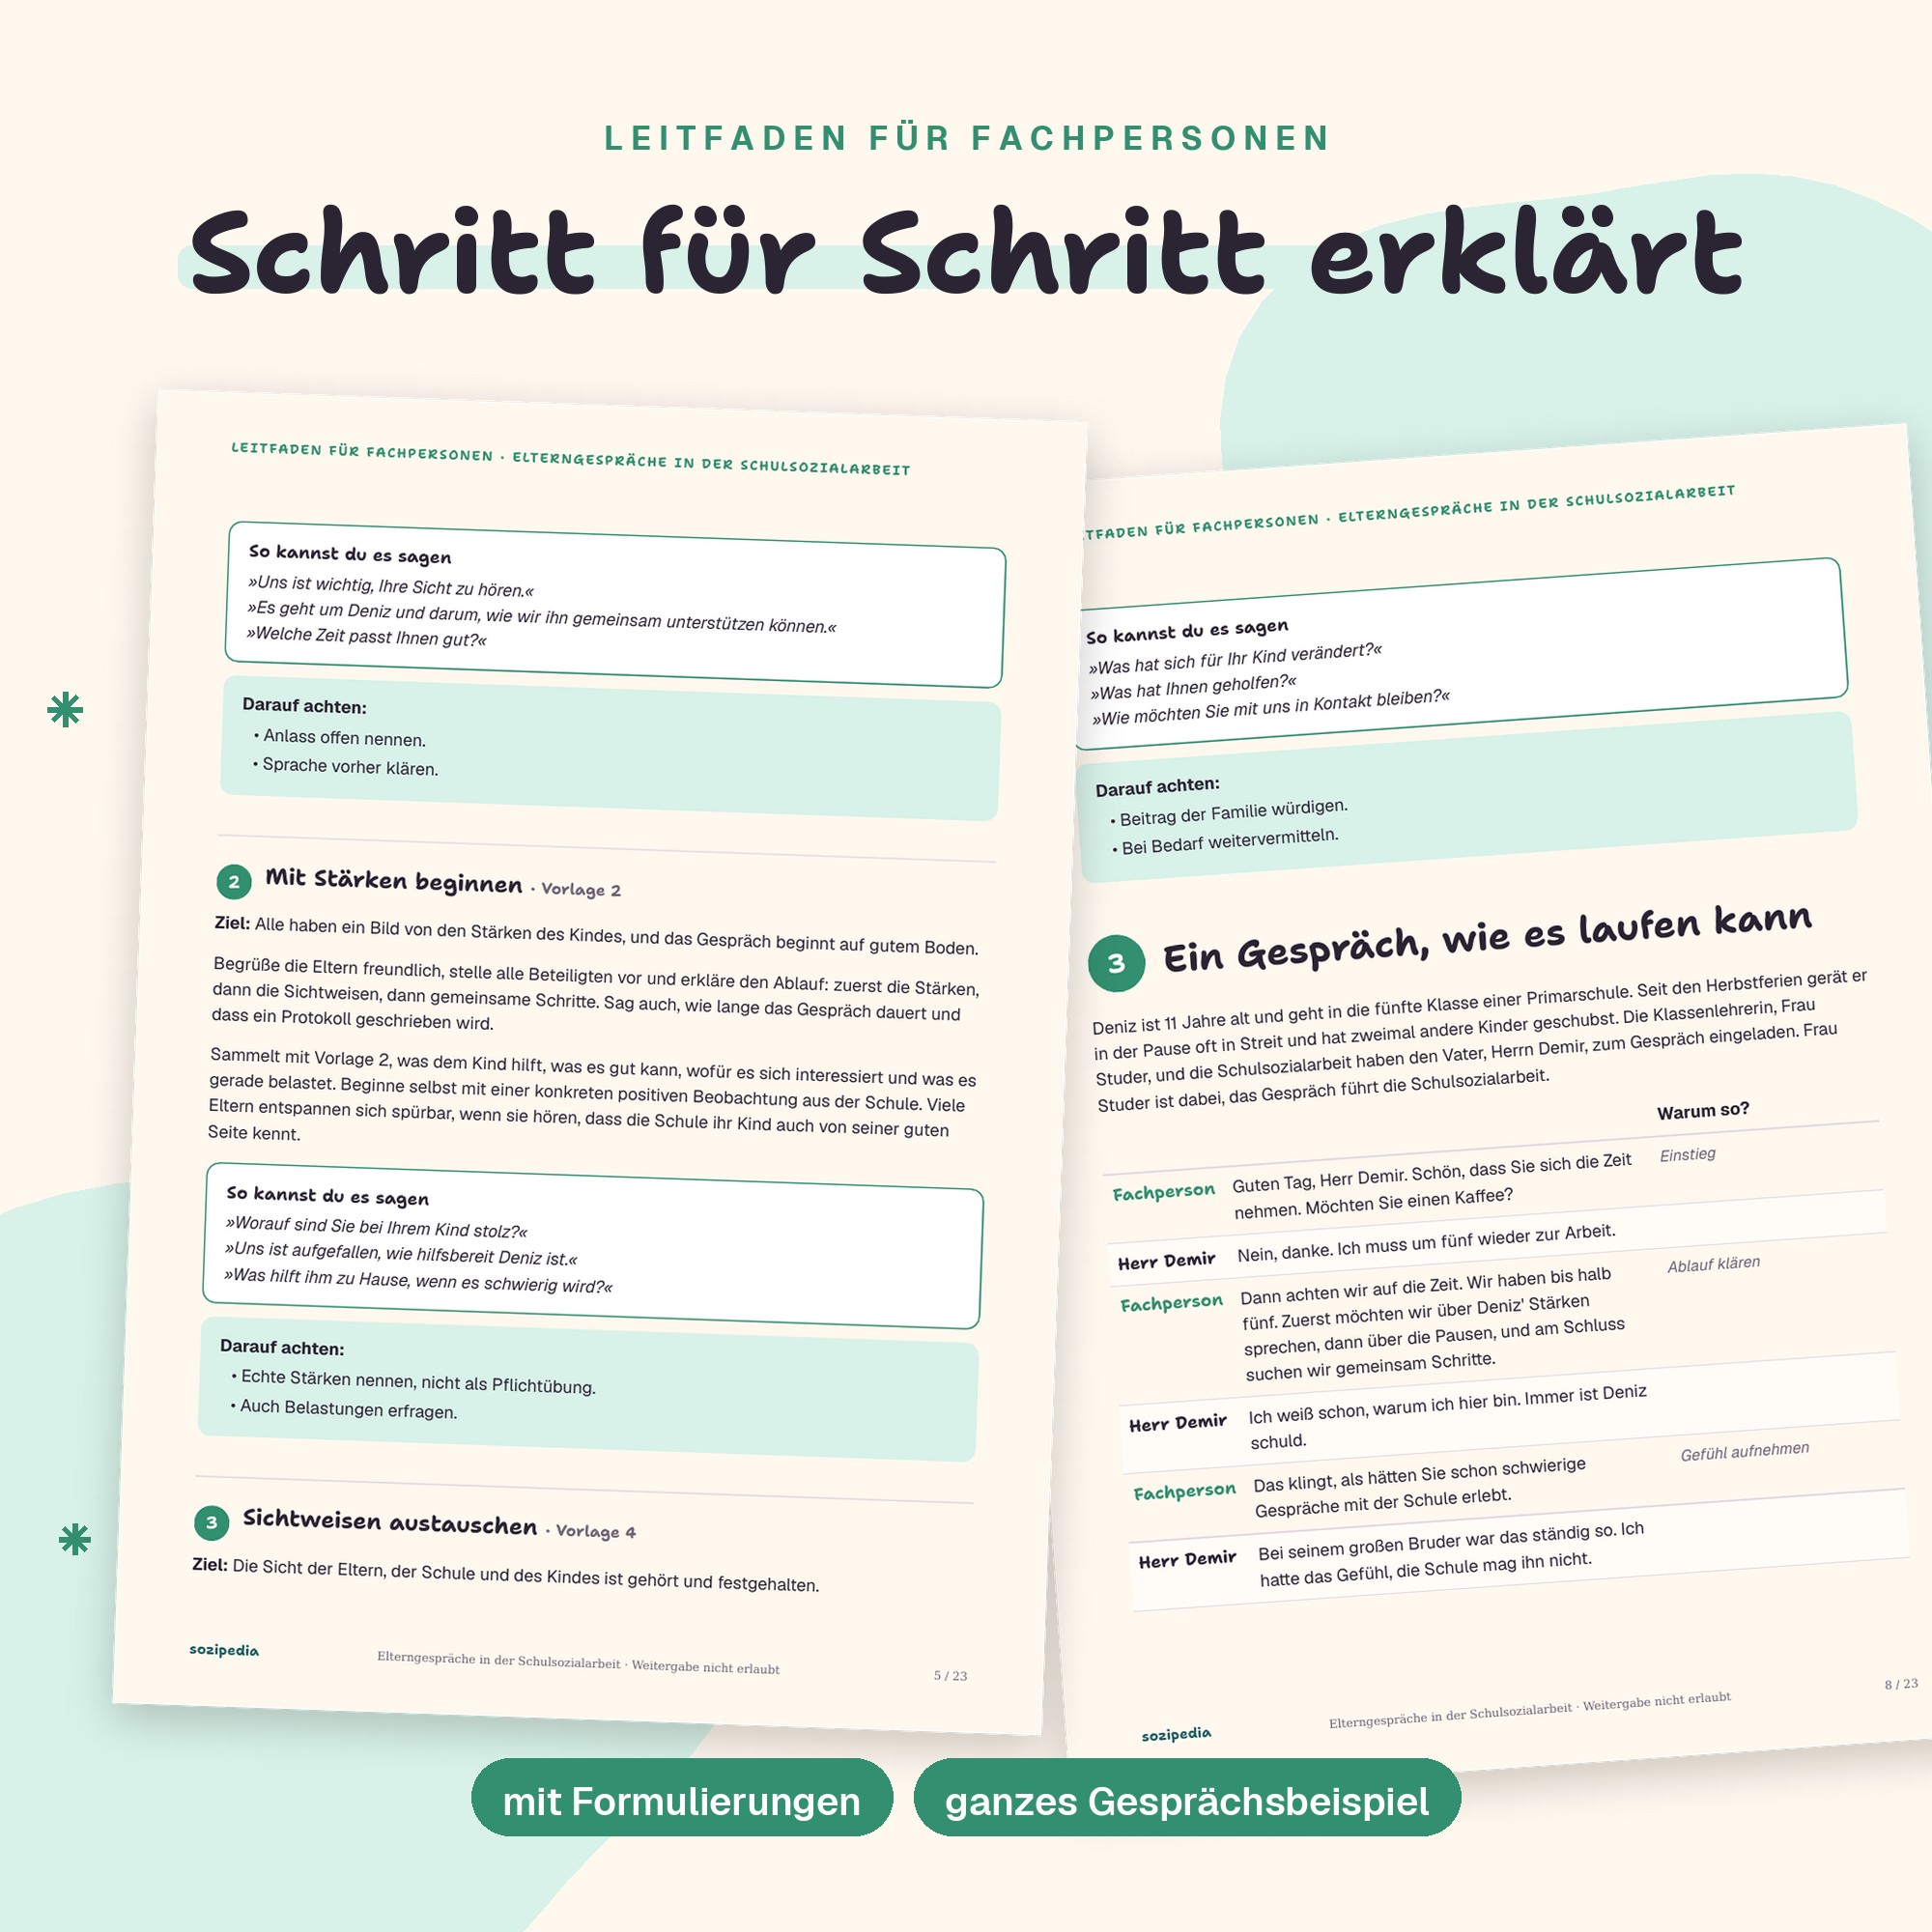 LEITFADEN FÜR FACHPERSONEN
Schritt für Schritt erklärt
LEITFADEN FÜR FACHPERSONEN · ELTERNGESPRÄCHE IN DER SCHULSOZIALARBEIT
So kannst du es sagen
»Uns ist wichtig, Ihre Sicht zu hören.«
»Es geht um Deniz und darum, wie wir ihn gemeinsam unterstützen können.«
»Welche Zeit passt Ihnen gut?«
Darauf achten:
• Anlass offen nennen.
• Sprache vorher klären.
2 Mit Stärken beginnen · Vorlage 2
Ziel: Alle haben ein Bild von den Stärken des Kindes, und das Gespräch beginnt auf gutem Boden.
Begrüße die Eltern freundlich, stelle alle Beteiligten vor und erkläre den Ablauf: zuerst die Stärken,
dann die Sichtweisen, dann gemeinsame Schritte. Sag auch, wie lange das Gespräch dauert und
dass ein Protokoll geschrieben wird.
Sammelt mit Vorlage 2, was dem Kind hilft, was es gut kann, wofür es sich interessiert und was es
gerade belastet. Beginne selbst mit einer konkreten positiven Beobachtung aus der Schule. Viele
Eltern entspannen sich spürbar, wenn sie hören, dass die Schule ihr Kind auch von seiner guten
Seite kennt.
So kannst du es sagen
»Worauf sind Sie bei Ihrem Kind stolz?«
»Uns ist aufgefallen, wie hilfsbereit Deniz ist.«
»Was hilft ihm zu Hause, wenn es schwierig wird?«
Darauf achten:
• Echte Stärken nennen, nicht als Pflichtübung.
• Auch Belastungen erfragen.
3 Sichtweisen austauschen · Vorlage 4
Ziel: Die Sicht der Eltern, der Schule und des Kindes ist gehört und festgehalten.
sozipedia
Elterngespräche in der Schulsozialarbeit · Weitergabe nicht erlaubt
5 / 23
TFADEN FÜR FACHPERSONEN · ELTERNGESPRÄCHE IN DER SCHULSOZIALARBEIT
So kannst du es sagen
»Was hat sich für Ihr Kind verändert?«
»Was hat Ihnen geholfen?«
»Wie möchten Sie mit uns in Kontakt bleiben?«
Darauf achten:
• Beitrag der Familie würdigen.
• Bei Bedarf weitervermitteln.
3 Ein Gespräch, wie es laufen kann
Deniz ist 11 Jahre alt und geht in die fünfte Klasse einer Primarschule. Seit den Herbstferien gerät er
in der Pause oft in Streit und hat zweimal andere Kinder geschubst. Die Klassenlehrerin, Frau
Studer, und die Schulsozialarbeit haben den Vater, Herrn Demir, zum Gespräch eingeladen. Frau
Studer ist dabei, das Gespräch führt die Schulsozialarbeit.
Warum so?
Fachperson Guten Tag, Herr Demir. Schön, dass Sie sich die Zeit Einstieg
nehmen. Möchten Sie einen Kaffee?
Herr Demir Nein, danke. Ich muss um fünf wieder zur Arbeit.
Fachperson Dann achten wir auf die Zeit. Wir haben bis halb Ablauf klären
fünf. Zuerst möchten wir über Deniz' Stärken
sprechen, dann über die Pausen, und am Schluss
suchen wir gemeinsam Schritte.
Herr Demir Ich weiß schon, warum ich hier bin. Immer ist Deniz
schuld.
Fachperson Das klingt, als hätten Sie schon schwierige Gefühl aufnehmen
Gespräche mit der Schule erlebt.
Herr Demir Bei seinem großen Bruder war das ständig so. Ich
hatte das Gefühl, die Schule mag ihn nicht.
sozipedia
Elterngespräche in der Schulsozialarbeit · Weitergabe nicht erlaubt
8 / 23
mit Formulierungen
ganzes Gesprächsbeispiel